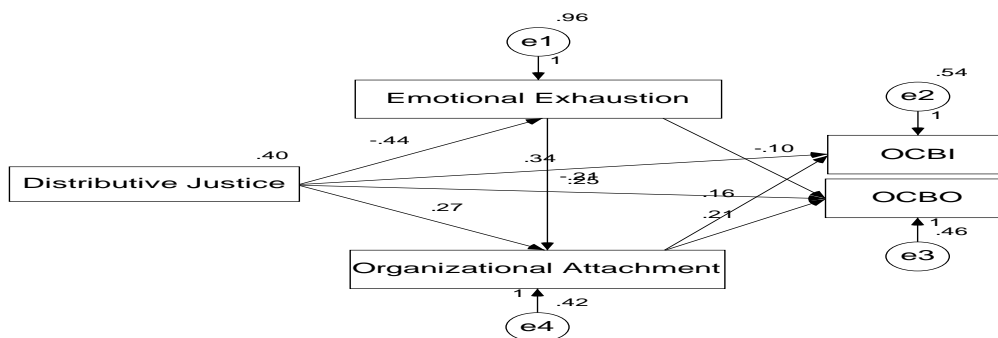 .96
e1
1
Emotional Exhaustion
.54
e2
1
-.44
-.10
OCBI
.40
.34
Distributive Justice
.25
.16
OCBO
.27
.21
1
.46
e3
Organizational Attachment
1
.42
e4